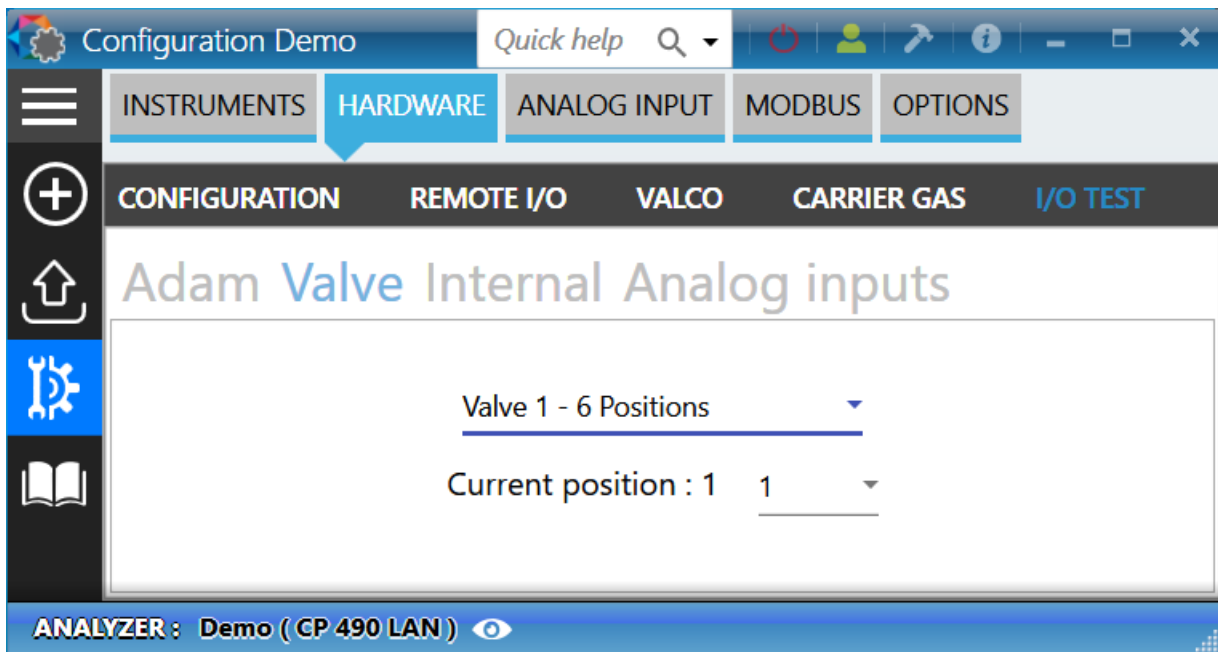 Configuration Demo Quick help
INSTRUMENTS HARDWARE ANALOG INPUT MODBUS OPTIONS
CONFIGURATION REMOTE I/O VALCO CARRIER GAS I/O TEST
Adam Valve Internal Analog inputs
Valve 1 - 6 Positions
Current position : 1 1
ANALYZER : Demo ( CP 490 LAN )